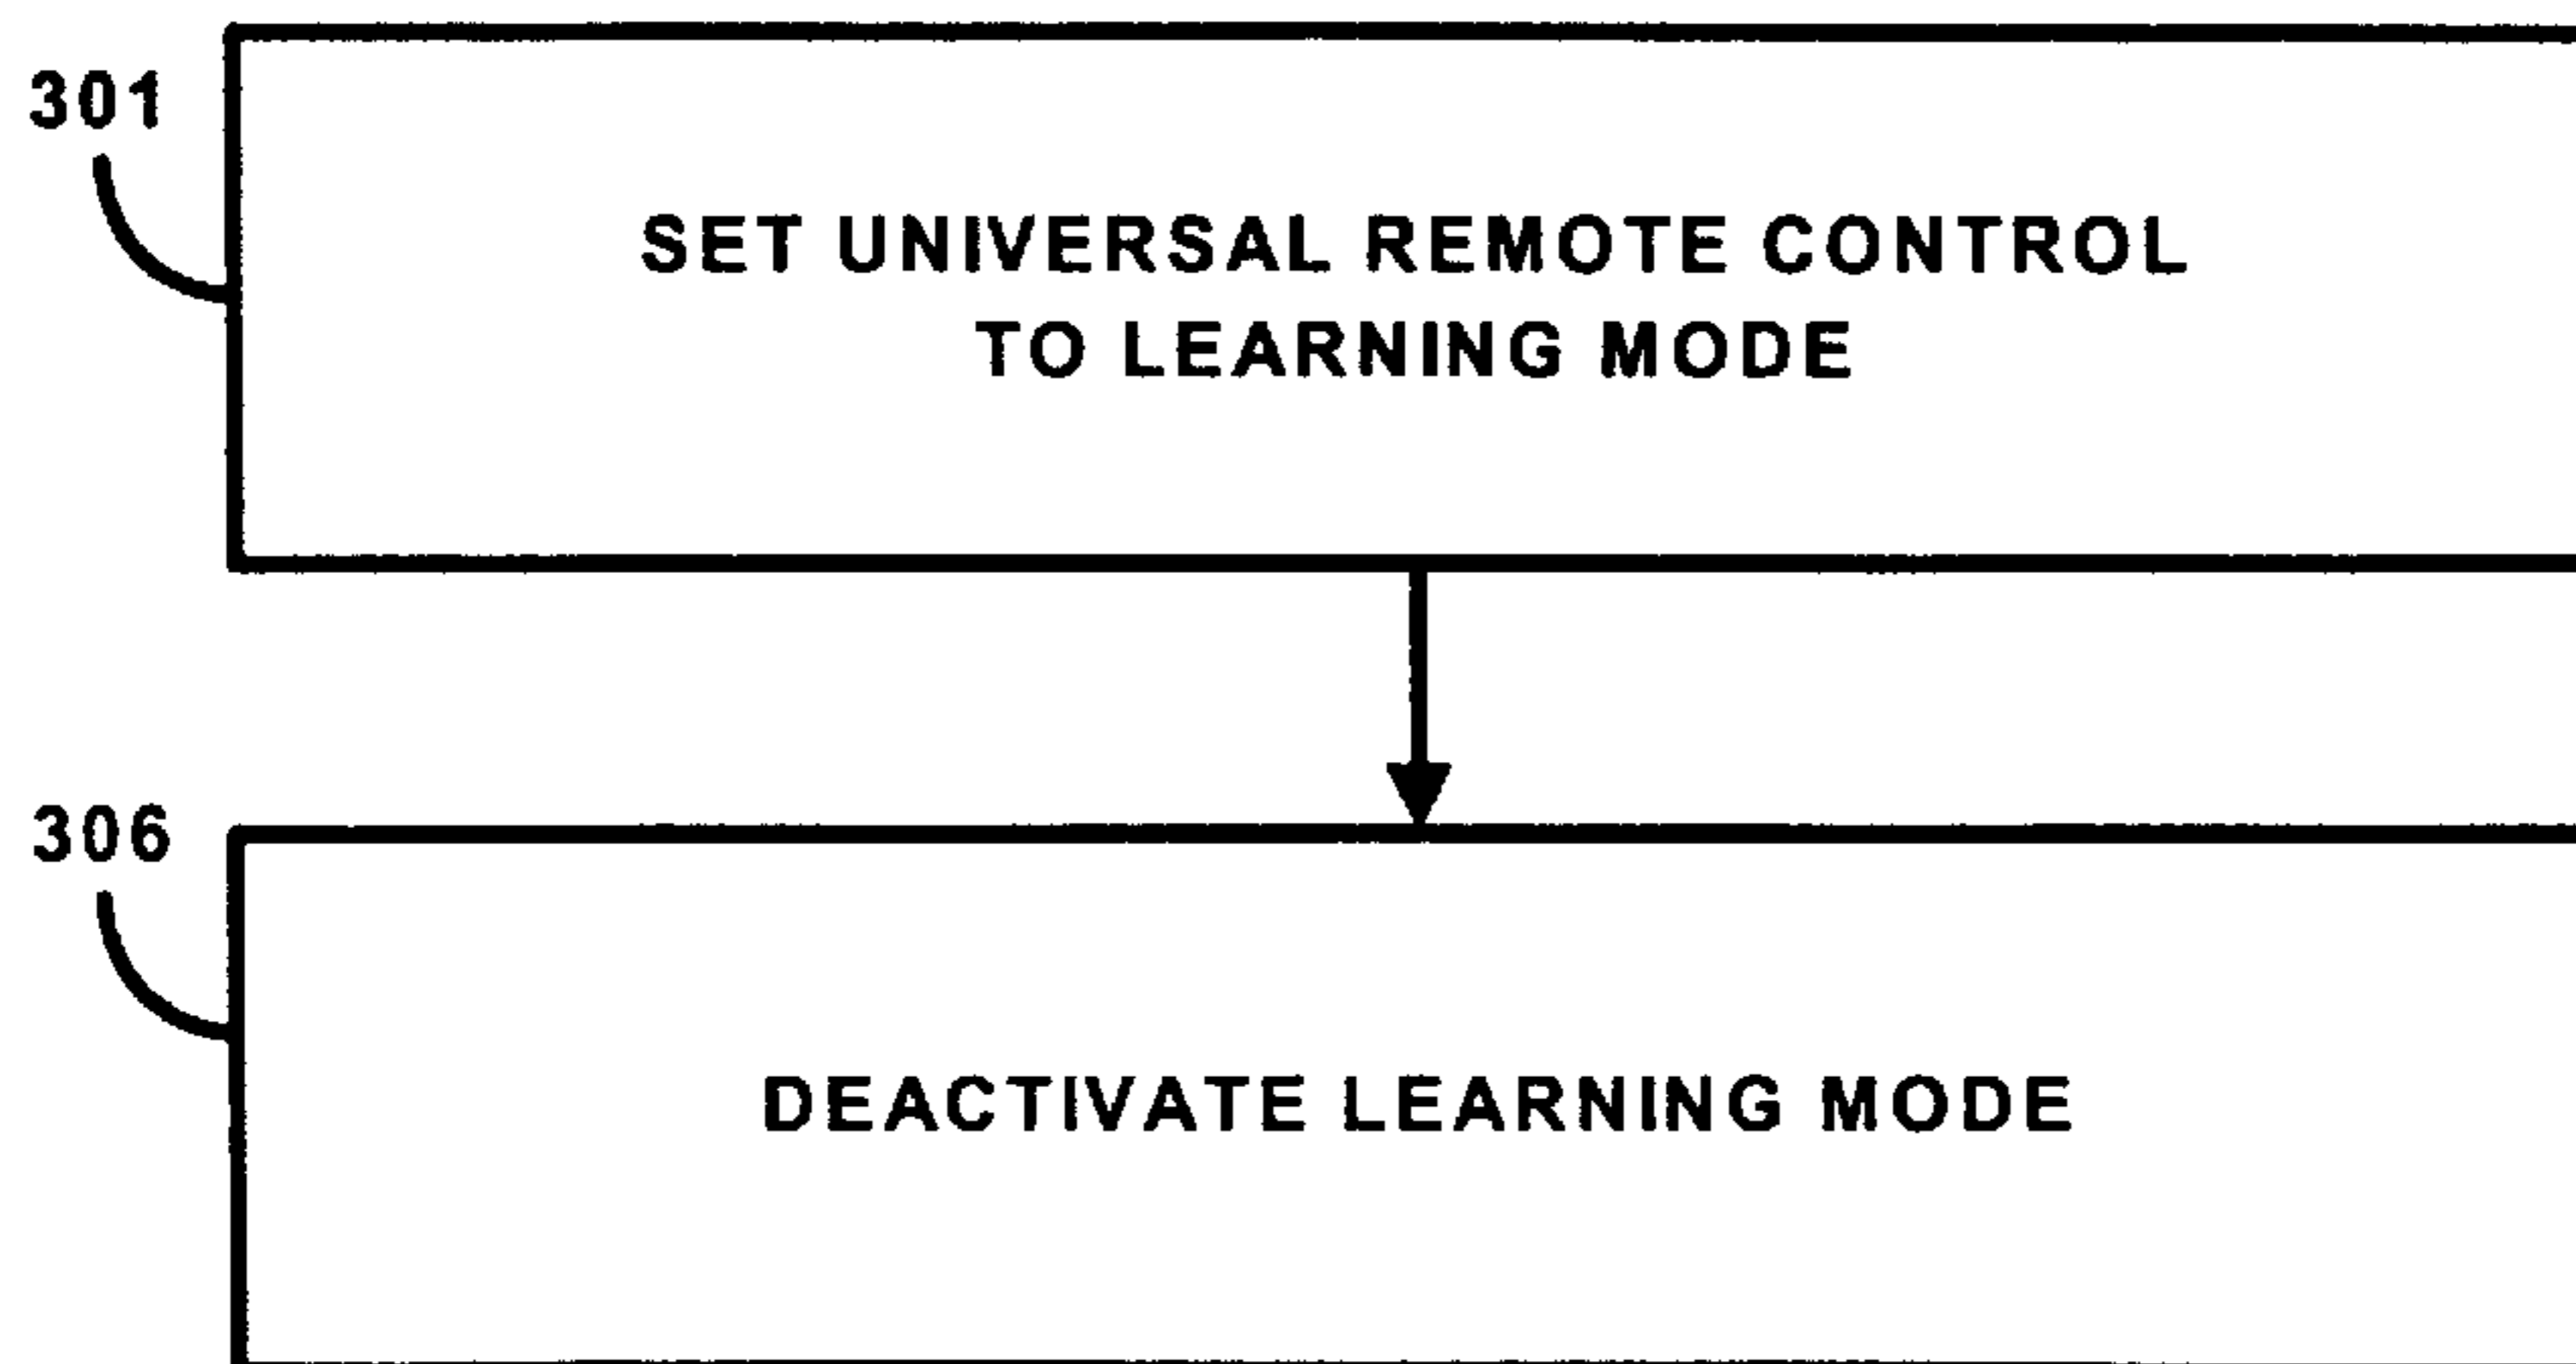 301
SET UNIVERSAL REMOTE CONTROL
TO LEARNING MODE
306
DEACTIVATE LEARNING MODE